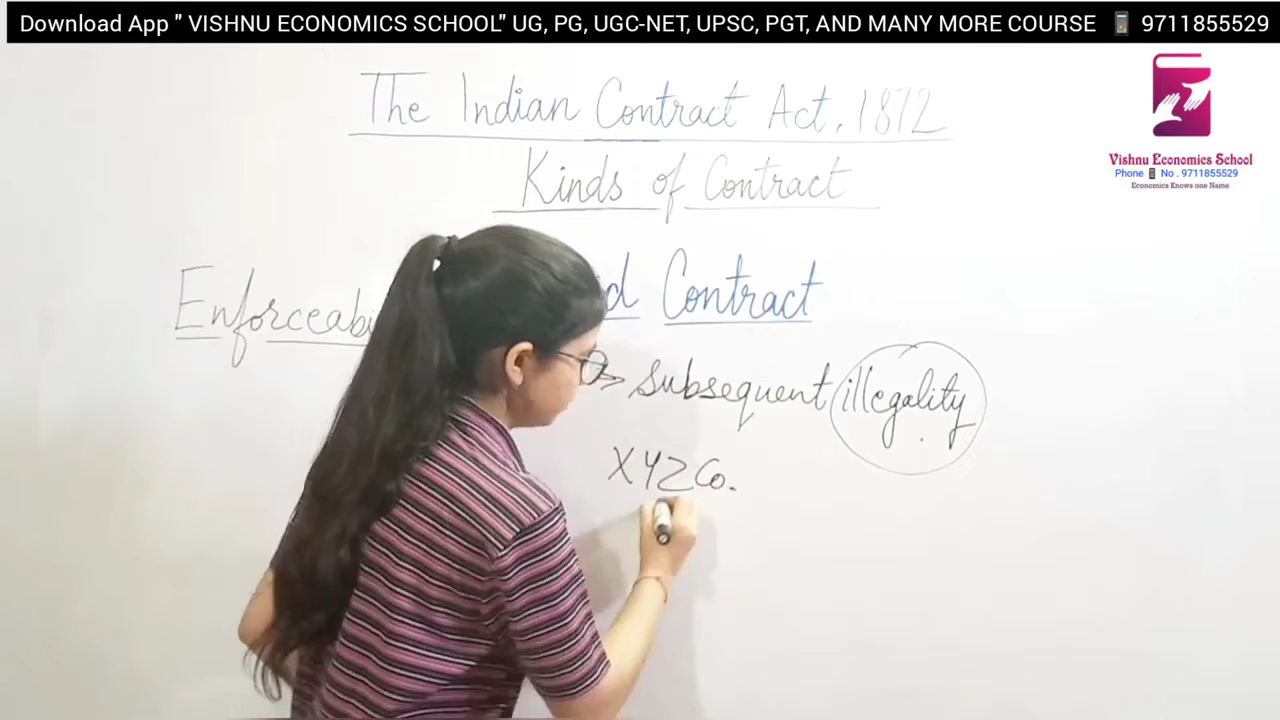 Download App " VISHNU ECONOMICS SCHOOL" UG, PG, UGC-NET, UPSC, PGT, AND MANY MORE COURSE 📱 9711855529
The Indian Contract Act, 1872
Kinds of Contract
Vishnu Economics School
Phone 📱 No . 9711855529
Economics Knows one Name
Contract
Subsequent illegality
XYZ Co.